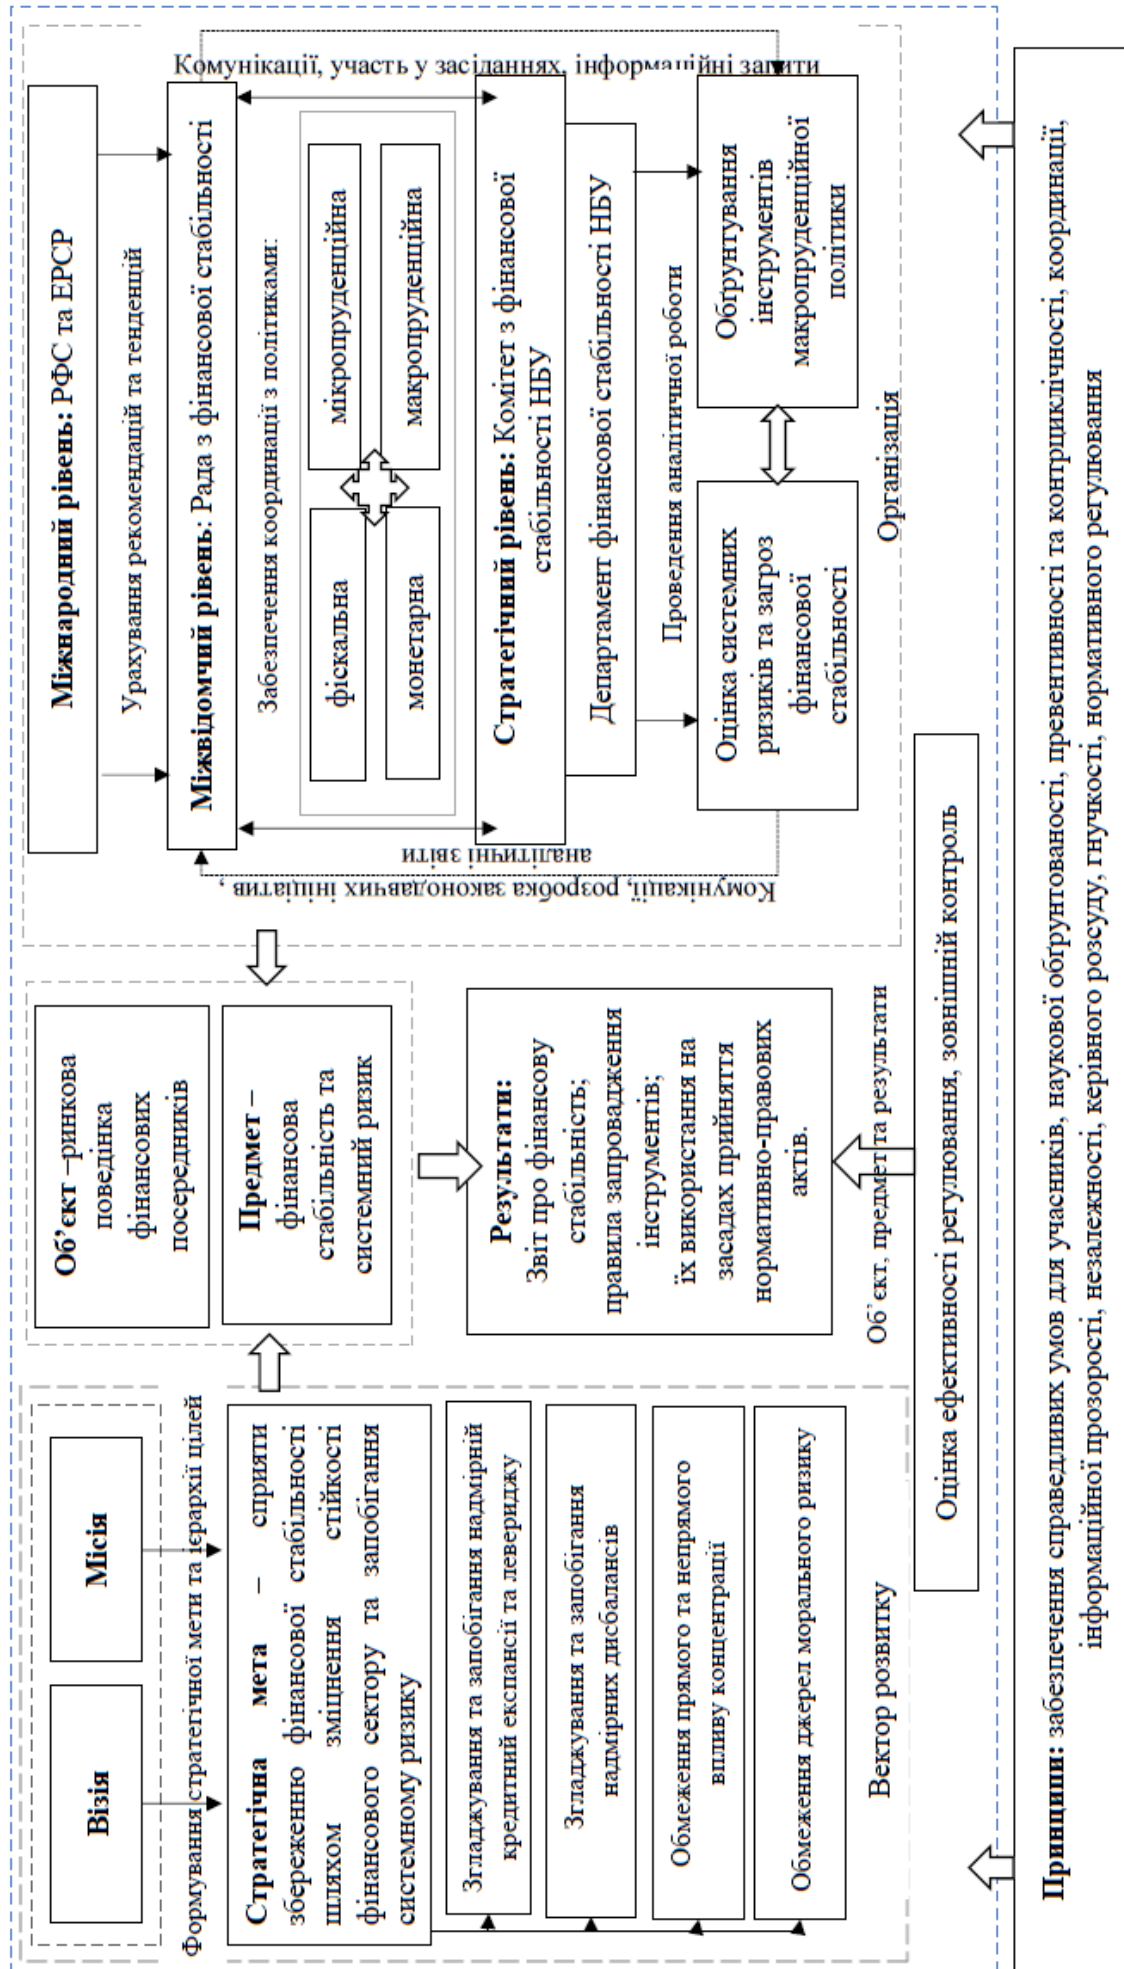 Візія
Місія
Формування стратегічної мети та ієрархії цілей
Стратегічна мета – сприяти
збереженню фінансової стабільності
шляхом зміцнення стійкості
фінансового сектору та запобігання
системному ризику
Згладжування та запобігання надмірній
кредитний експансії та левериджу
Згладжування та запобігання
надмірних дисбалансів
Обмеження прямого та непрямого
впливу концентрації
Обмеження джерел морального ризику
Вектор розвитку
Об’єкт –ринкова
поведінка
фінансових
посередників
Предмет –
фінансова
стабільність та
системний ризик
Результати:
Звіт про фінансову
стабільність;
правила запровадження
інструментів;
їх використання на
засадах прийняття
нормативно-правових
актів.
Об’єкт, предмет та результати
Міжнародний рівень: РФС та ЕРСР
Урахування рекомендацій та тенденцій
Міжвідомчий рівень: Рада з фінансової стабільності
Забезпечення координації з політиками:
фіскальна
мікропруденційна
монетарна
макропруденційна
Стратегічний рівень: Комітет з фінансової
стабільності НБУ
Департамент фінансової стабільності НБУ
Проведення аналітичної роботи
Оцінка системних
ризиків та загроз
фінансової
стабільності
Обґрунтування
інструментів
макропруденційної
політики
Організація
Комунікації, розробка законодавчих ініціатив,
аналітичні звіти
Комунікації, участь у засіданнях, інформаційні запити
Оцінка ефективності регулювання, зовнішній контроль
Принципи: забезпечення справедливих умов для учасників, наукової обґрунтованості, превентивності та контрциклічності, координації,
інформаційної прозорості, незалежності, керівного розсуду, гнучкості, нормативного регулювання